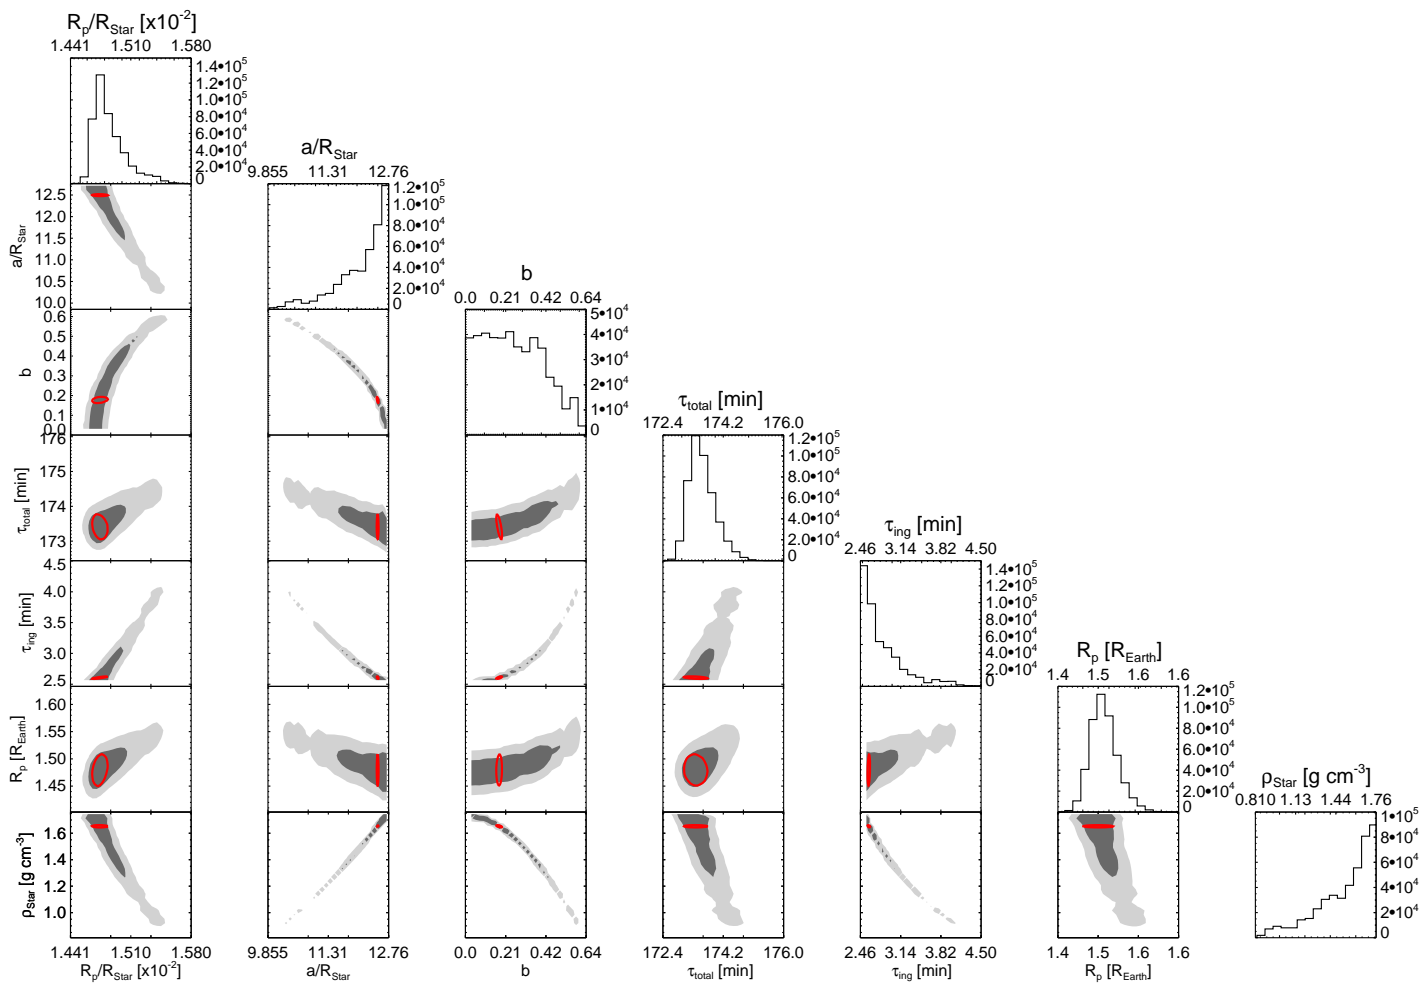 R_p/R_Star [x10^-2]
1.441 1.510 1.580
1.4•10^5
1.2•10^5
1.0•10^5
8.0•10^4
6.0•10^4
4.0•10^4
2.0•10^4
0
a/R_Star
9.855 11.31 12.76
a/R_Star
12.5
12.0
11.5
11.0
10.5
10.0
1.2•10^5
1.0•10^5
8.0•10^4
6.0•10^4
4.0•10^4
2.0•10^4
0
b
0.0 0.21 0.42 0.64
b
0.6
0.5
0.4
0.3
0.2
0.1
0.0
5•10^4
4•10^4
3•10^4
2•10^4
1•10^4
0
τ_total [min]
172.4 174.2 176.0
τ_total [min]
176
175
174
173
1.2•10^5
1.0•10^5
8.0•10^4
6.0•10^4
4.0•10^4
2.0•10^4
0
τ_ing [min]
2.46 3.14 3.82 4.50
τ_ing [min]
4.5
4.0
3.5
3.0
2.5
1.4•10^5
1.2•10^5
1.0•10^5
8.0•10^4
6.0•10^4
4.0•10^4
2.0•10^4
0
R_p [R_Earth]
1.4 1.5 1.6 1.6
R_p [R_Earth]
1.60
1.55
1.50
1.45
1.2•10^5
1.0•10^5
8.0•10^4
6.0•10^4
4.0•10^4
2.0•10^4
0
ρ_Star [g cm^-3]
0.810 1.13 1.44 1.76
ρ_Star [g cm^-3]
1.6
1.4
1.2
1.0
1•10^5
8•10^4
6•10^4
4•10^4
2•10^4
0
1.441 1.510 1.580
R_p/R_Star [x10^-2]
9.855 11.31 12.76
a/R_Star
0.0 0.21 0.42 0.64
b
172.4 174.2 176.0
τ_total [min]
2.46 3.14 3.82 4.50
τ_ing [min]
1.4 1.5 1.6 1.6
R_p [R_Earth]